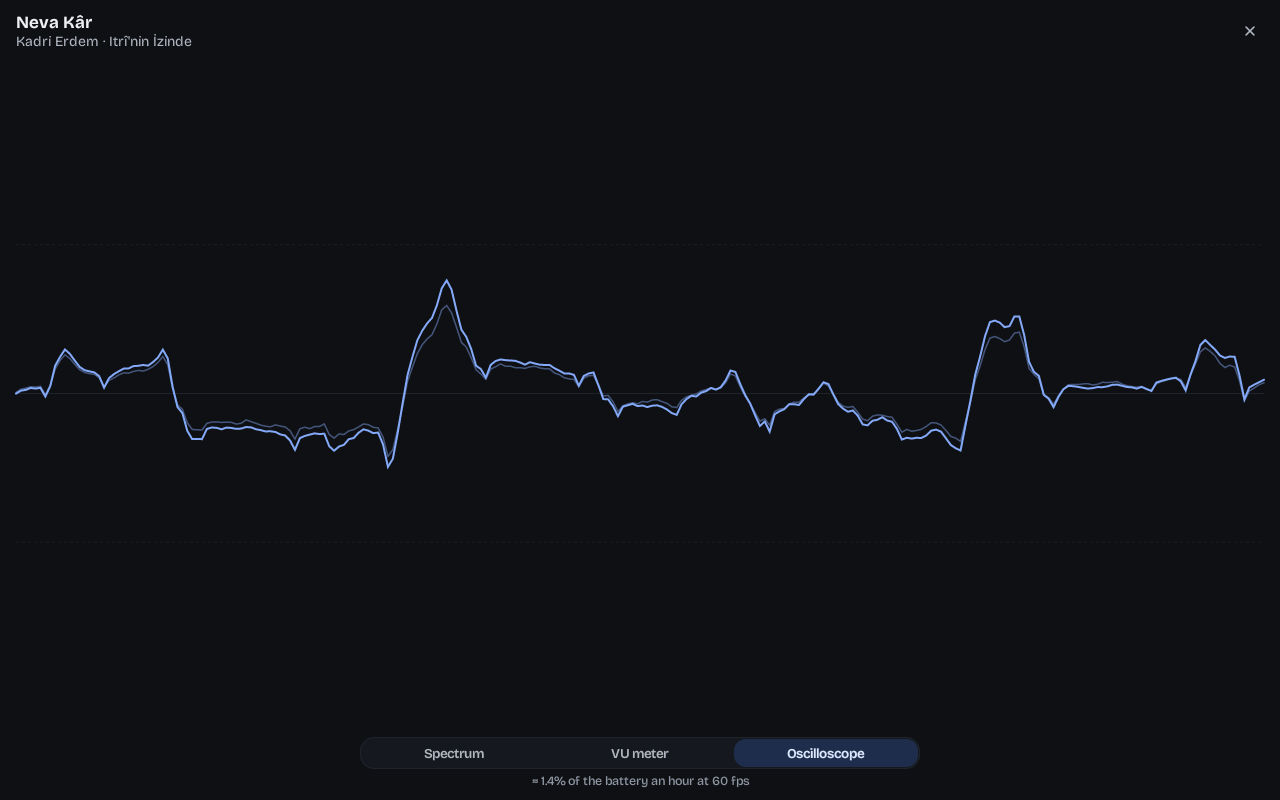 Neva Kâr
Kadri Erdem · Itrî'nin İzinde
Spectrum
VU meter
Oscilloscope
≈ 1.4% of the battery an hour at 60 fps